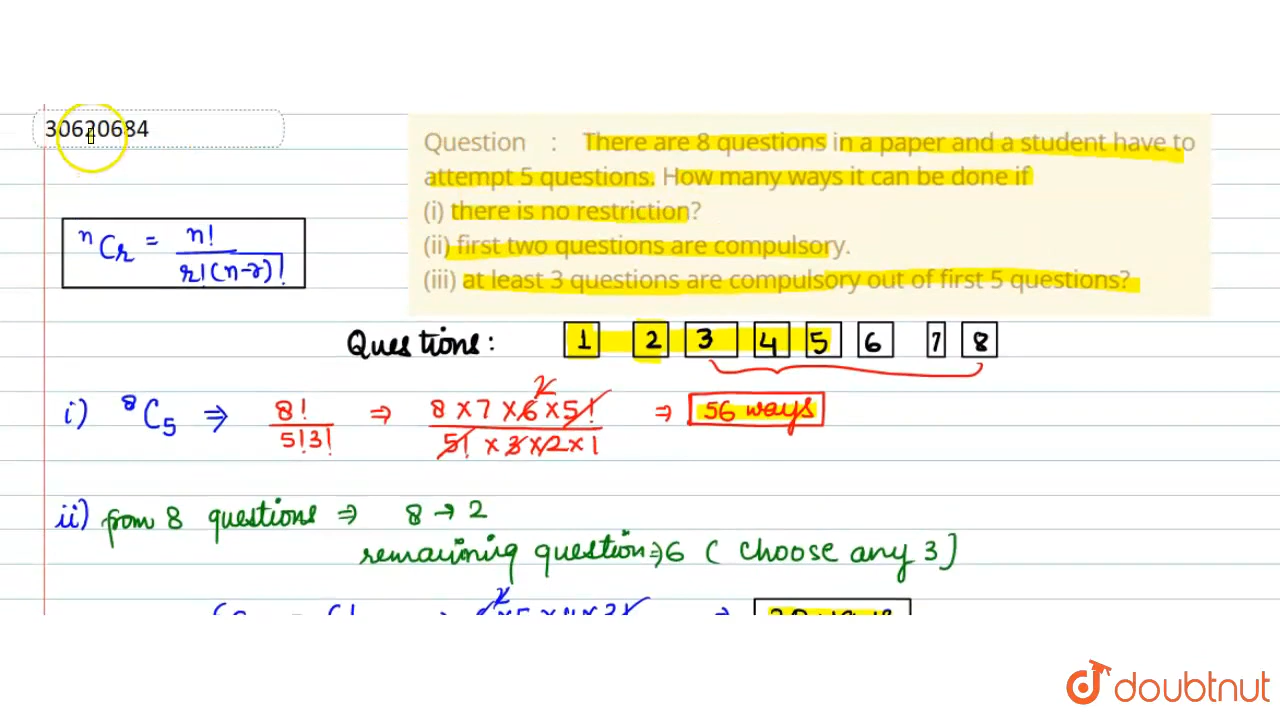 30620684
Question : There are 8 questions in a paper and a student have to
attempt 5 questions. How many ways it can be done if
(i) there is no restriction?
(ii) first two questions are compulsory.
(iii) at least 3 questions are compulsory out of first 5 questions?
ⁿCr = n! / r!(n-r)!
Questions: 1 2 3 4 5 6 7 8
i) ⁸C₅ ⇒ 8! / 5!3! ⇒ 8×7×6×5! / 5!×3×2×1 ⇒ 56 ways
ii) from 8 questions ⇒ 8 → 2
remaining question ⇒ 6 ( choose any 3 )
doubtnut